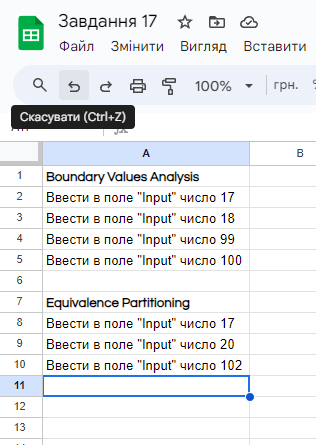 Завдання 17
Файл Змінити Вигляд Вставити
100% грн.
Скасувати (Ctrl+Z)
A B
1 Boundary Values Analysis
2 Ввести в поле "Input" число 17
3 Ввести в поле "Input" число 18
4 Ввести в поле "Input" число 99
5 Ввести в поле "Input" число 100
6
7 Equivalence Partitioning
8 Ввести в поле "Input" число 17
9 Ввести в поле "Input" число 20
10 Ввести в поле "Input" число 102
11
12
13
14